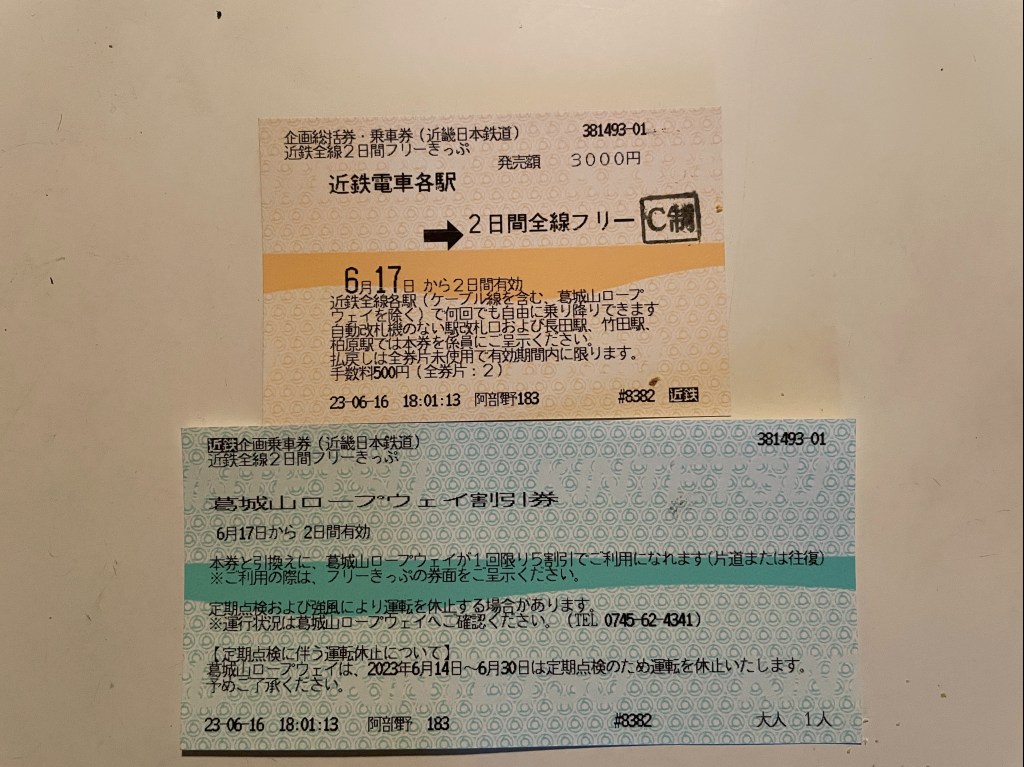 企画総括券・乗車券（近畿日本鉄道） 381493-01
近鉄全線２日間フリーきっぷ
発売額 ３０００円
近鉄電車各駅
➡２日間全線フリー C制
6月17日 から２日間有効
近鉄全線各駅（ケーブル線を含む、葛城山ロープ
ウェイを除く）で何回でも自由に乗り降りできます
自動改札機のない駅改札口および長田駅、竹田駅、
柏原駅では本券を係員にご呈示ください。
払戻しは全券片未使用で有効期間内に限ります。
手数料500円（全券片：２）
23-06-16 18:01:13 阿部野183 #8382 近鉄
近鉄企画乗車券（近畿日本鉄道） 381493-01
近鉄全線２日間フリーきっぷ
葛城山ロープウェイ割引券
6月17日から 2日間有効
本券と引換えに、葛城山ロープウェイが１回限り５割引でご利用になれます（片道または往復）
※ご利用の際は、フリーきっぷの券面をご呈示ください。
定期点検および強風により運転を休止する場合があります。
※運行状況は葛城山ロープウェイへご確認ください。（TEL 0745-62-4341）
【定期点検に伴う運転休止について】
葛城山ロープウェイは、2023年6月14日～6月30日は定期点検のため運転を休止いたします。
予めご了承ください。
23-06-16 18:01:13 阿部野 183 #8382 大人 1人